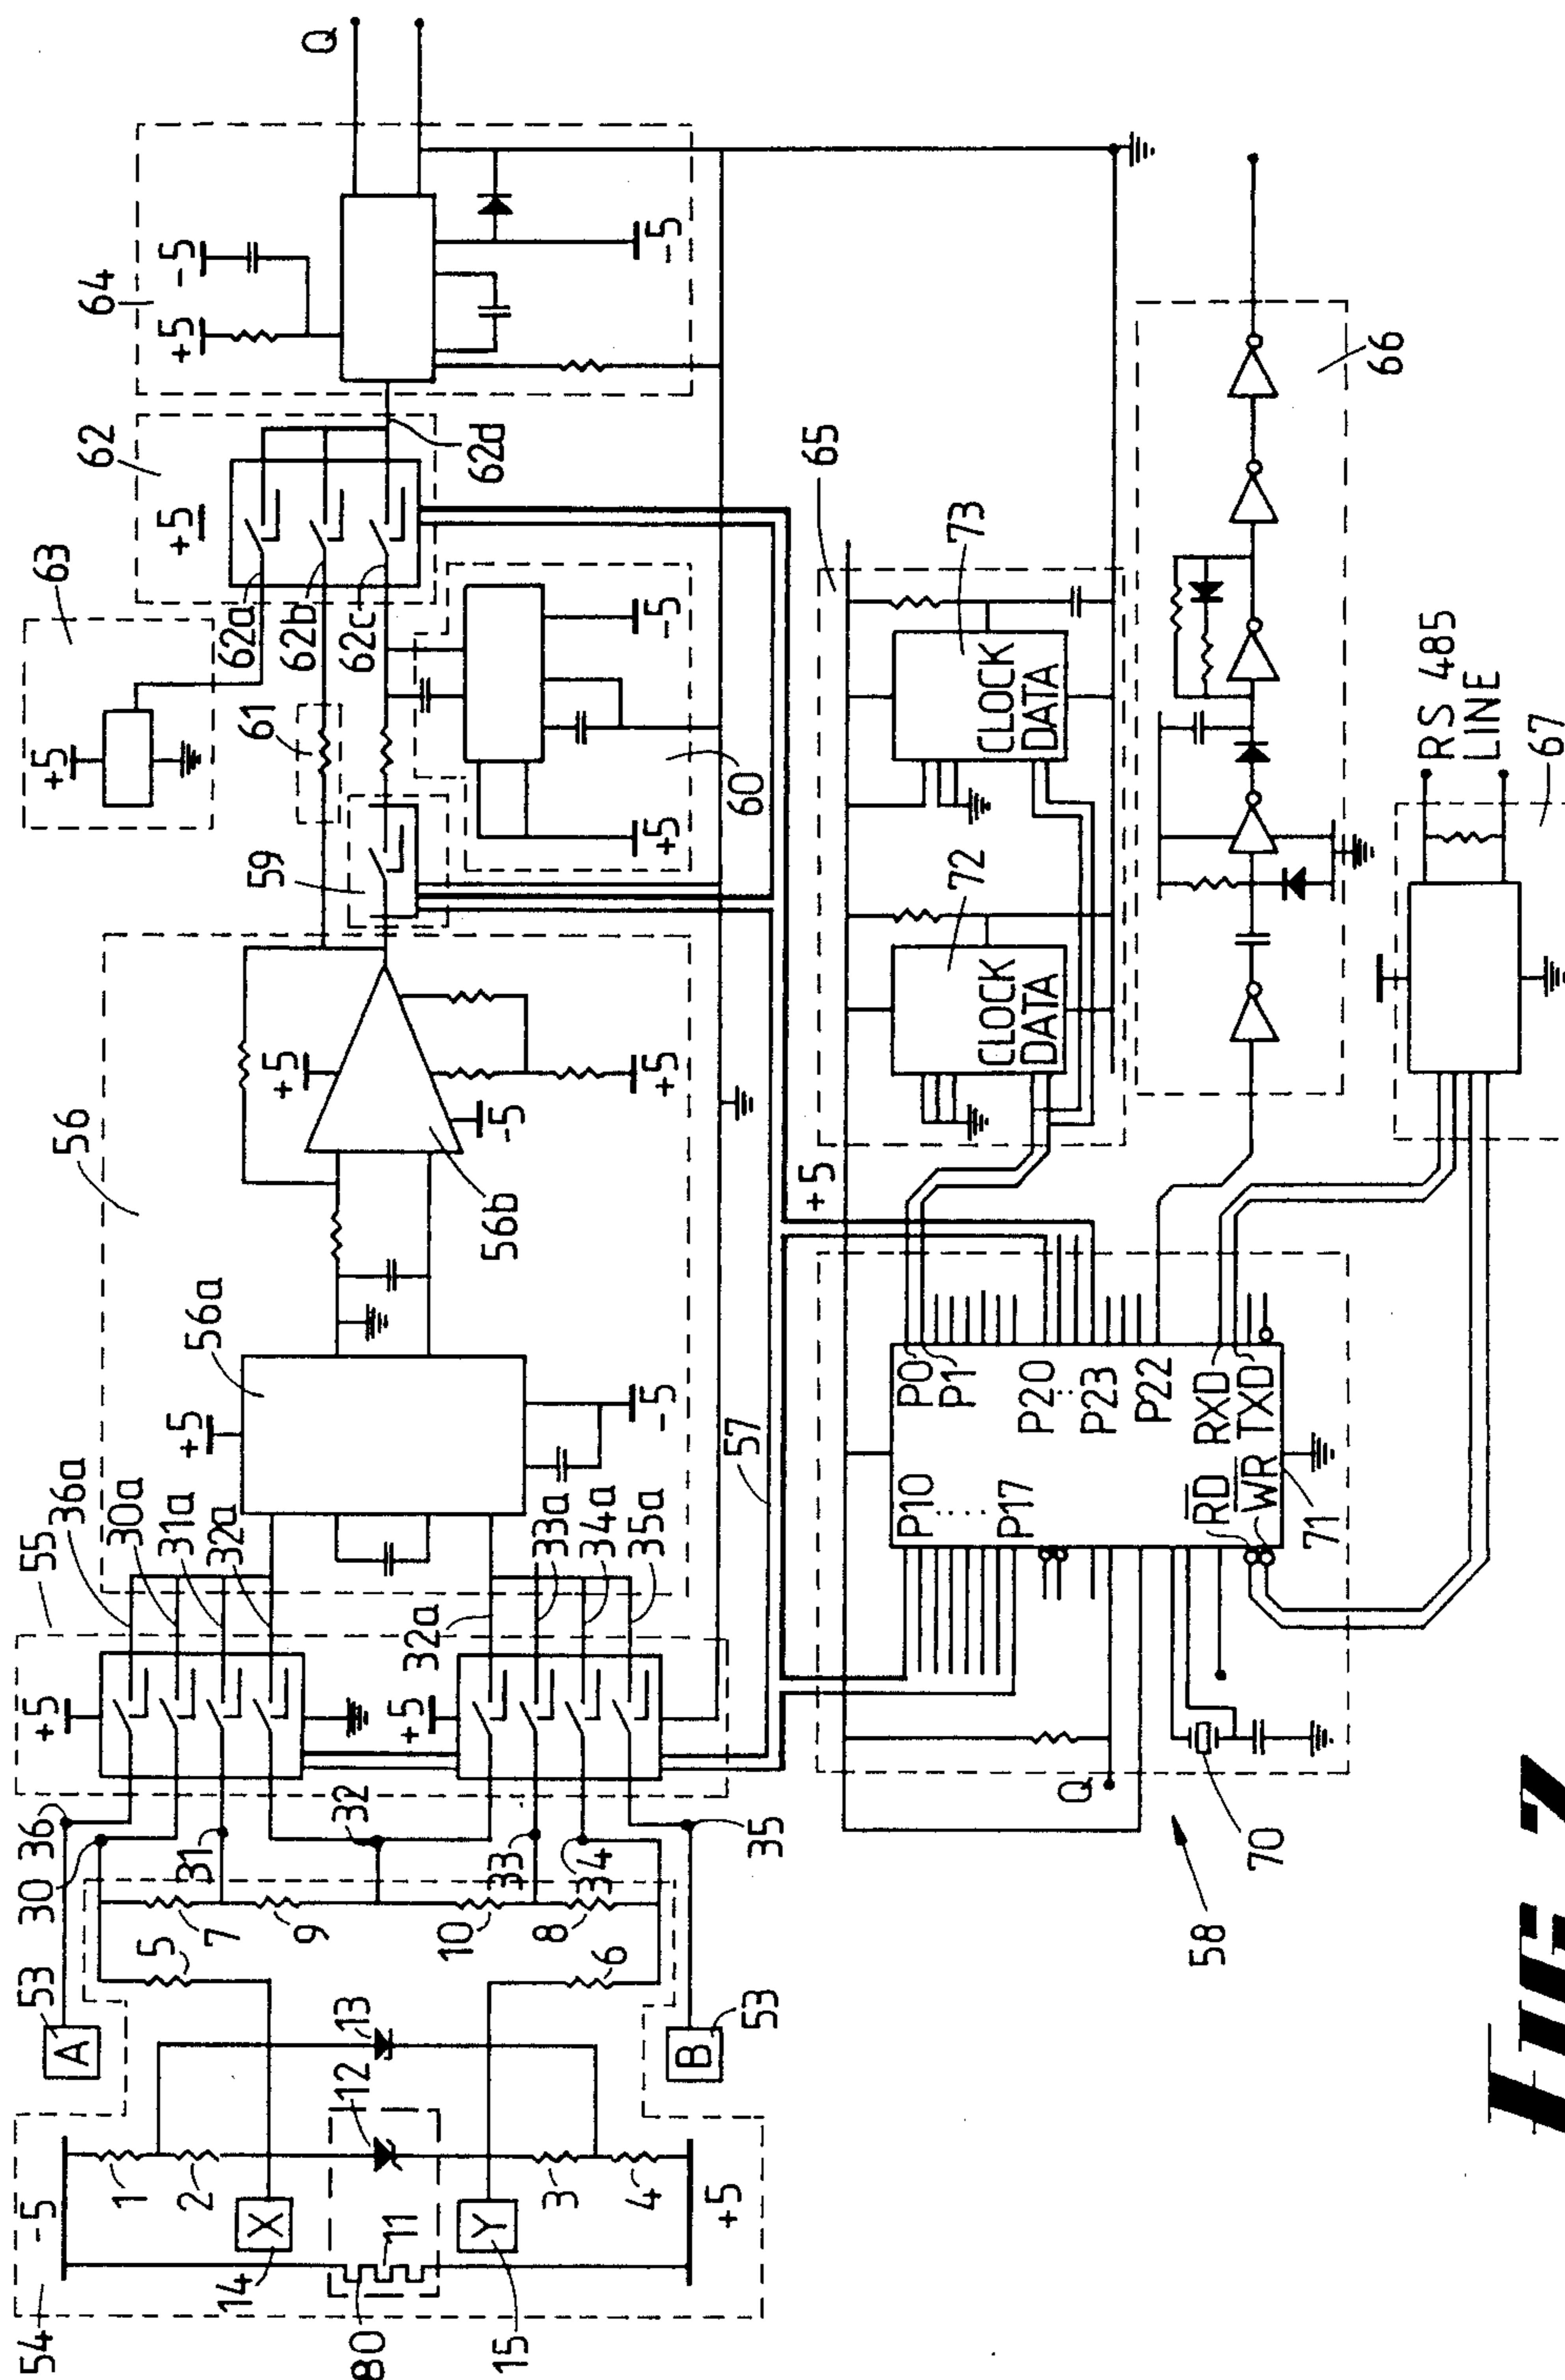 54
-5
+5
1
2
3
4
X
Y
14
15
80
11
12
13
A
53
B
53
5
6
7
9
10
8
30
36
31
32
33
34
35
55
+5
+5
36a
30a
31a
32a
32a
33a
34a
35a
56
56a
+5
-5
56b
+5
-5
+5
57
59
61
60
+5
-5
63
+5
62
+5
62a
62b
62c
62d
64
+5
-5
-5
Q
58
Q
70
71
P10
P17
RD
WR
P0
P1
P20
P23
P22
RXD
TXD
+5
65
72
CLOCK
DATA
73
CLOCK
DATA
66
67
RS 485
LINE
FIG 7